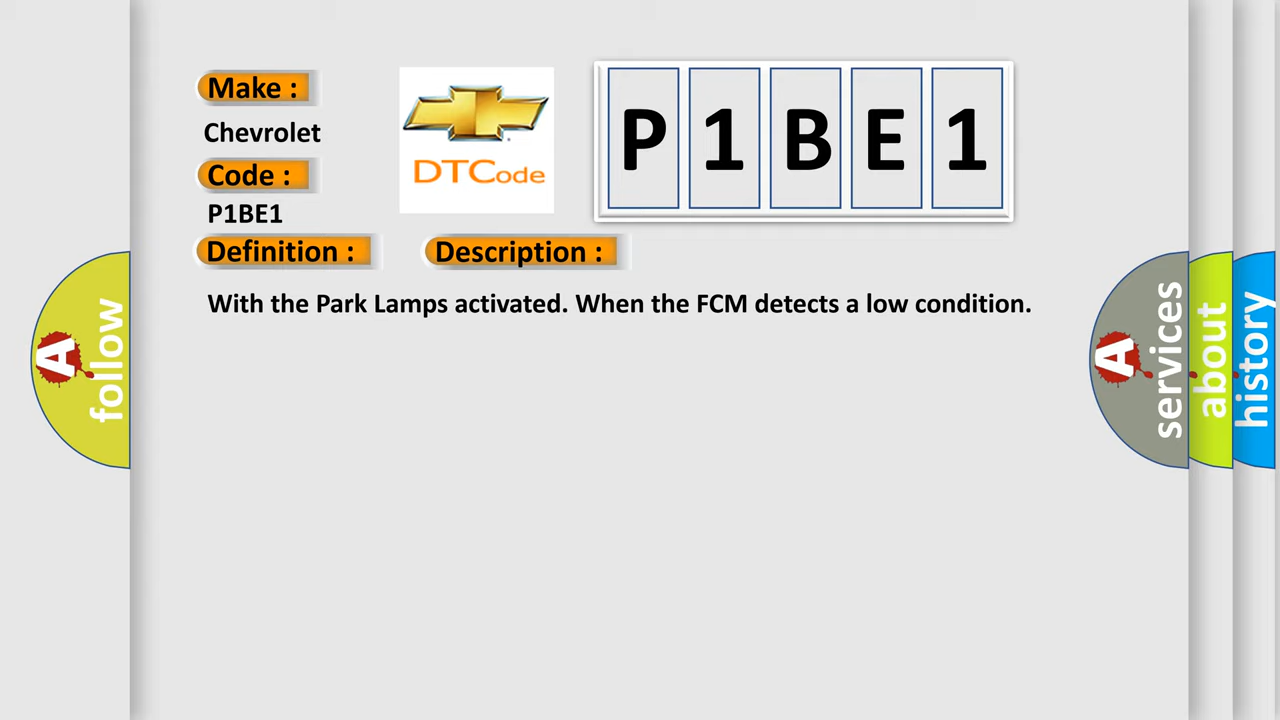 Make :
Chevrolet
Code :
P1BE1
Definition :
Description :
With the Park Lamps activated. When the FCM detects a low condition.
DTCode
P 1 B E 1
A follow
A services
about
history